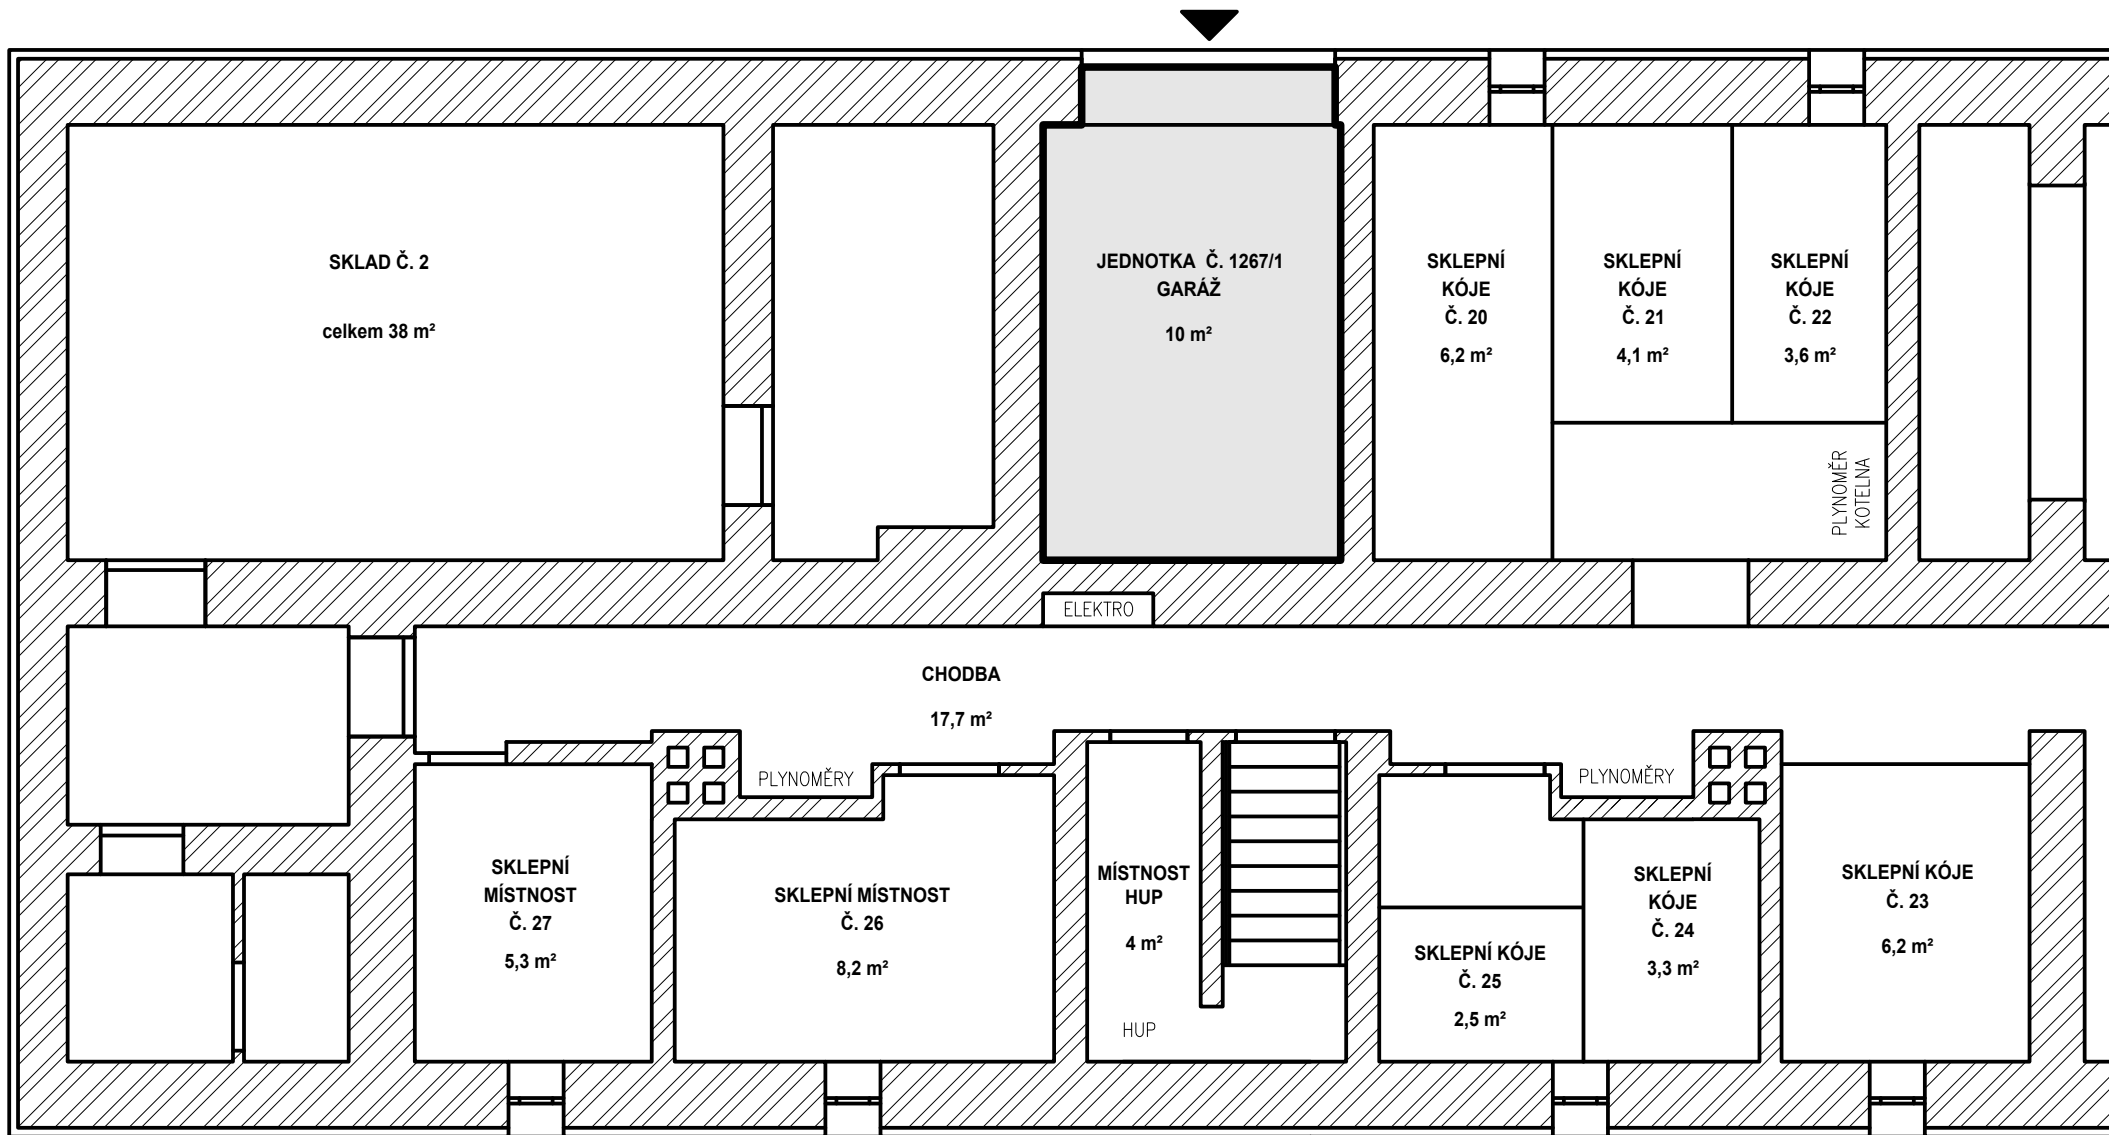 SKLAD Č. 2
celkem 38 m²
JEDNOTKA Č. 1267/1
GARÁŽ
10 m²
SKLEPNÍ
KÓJE
Č. 20
6,2 m²
SKLEPNÍ
KÓJE
Č. 21
4,1 m²
SKLEPNÍ
KÓJE
Č. 22
3,6 m²
PLYNOMĚR
KOTELNA
ELEKTRO
CHODBA
17,7 m²
PLYNOMĚRY
PLYNOMĚRY
SKLEPNÍ
MÍSTNOST
Č. 27
5,3 m²
SKLEPNÍ MÍSTNOST
Č. 26
8,2 m²
MÍSTNOST
HUP
4 m²
HUP
SKLEPNÍ KÓJE
Č. 25
2,5 m²
SKLEPNÍ
KÓJE
Č. 24
3,3 m²
SKLEPNÍ KÓJE
Č. 23
6,2 m²